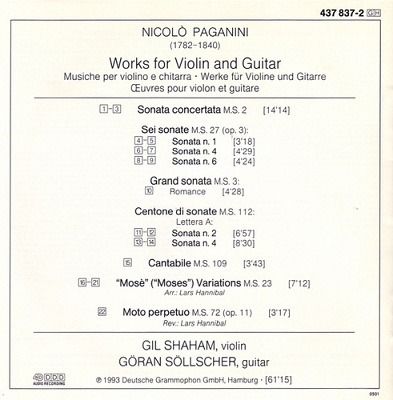 437 837-2 GH
NICOLÒ PAGANINI
(1782–1840)
Works for Violin and Guitar
Musiche per violino e chitarra · Werke für Violine und Gitarre
Œuvres pour violon et guitare
1–3 Sonata concertata M.S. 2 [14'14]
Sei sonate M.S. 27 (op. 3):
4–5 Sonata n. 1 [3'18]
6–7 Sonata n. 4 [4'29]
8–9 Sonata n. 6 [4'24]
Grand sonata M.S. 3:
10 Romance [4'28]
Centone di sonate M.S. 112:
Lettera A:
11–12 Sonata n. 2 [6'57]
13–14 Sonata n. 4 [8'30]
15 Cantabile M.S. 109 [3'43]
16–21 “Mosè” (“Moses”) Variations M.S. 23 [7'12]
Arr.: Lars Hannibal
22 Moto perpetuo M.S. 72 (op. 11) [3'17]
Rev.: Lars Hannibal
GIL SHAHAM, violin
GÖRAN SÖLLSCHER, guitar
4D DDD
AUDIO RECORDING
℗ 1993 Deutsche Grammophon GmbH, Hamburg · [61'15]
0501